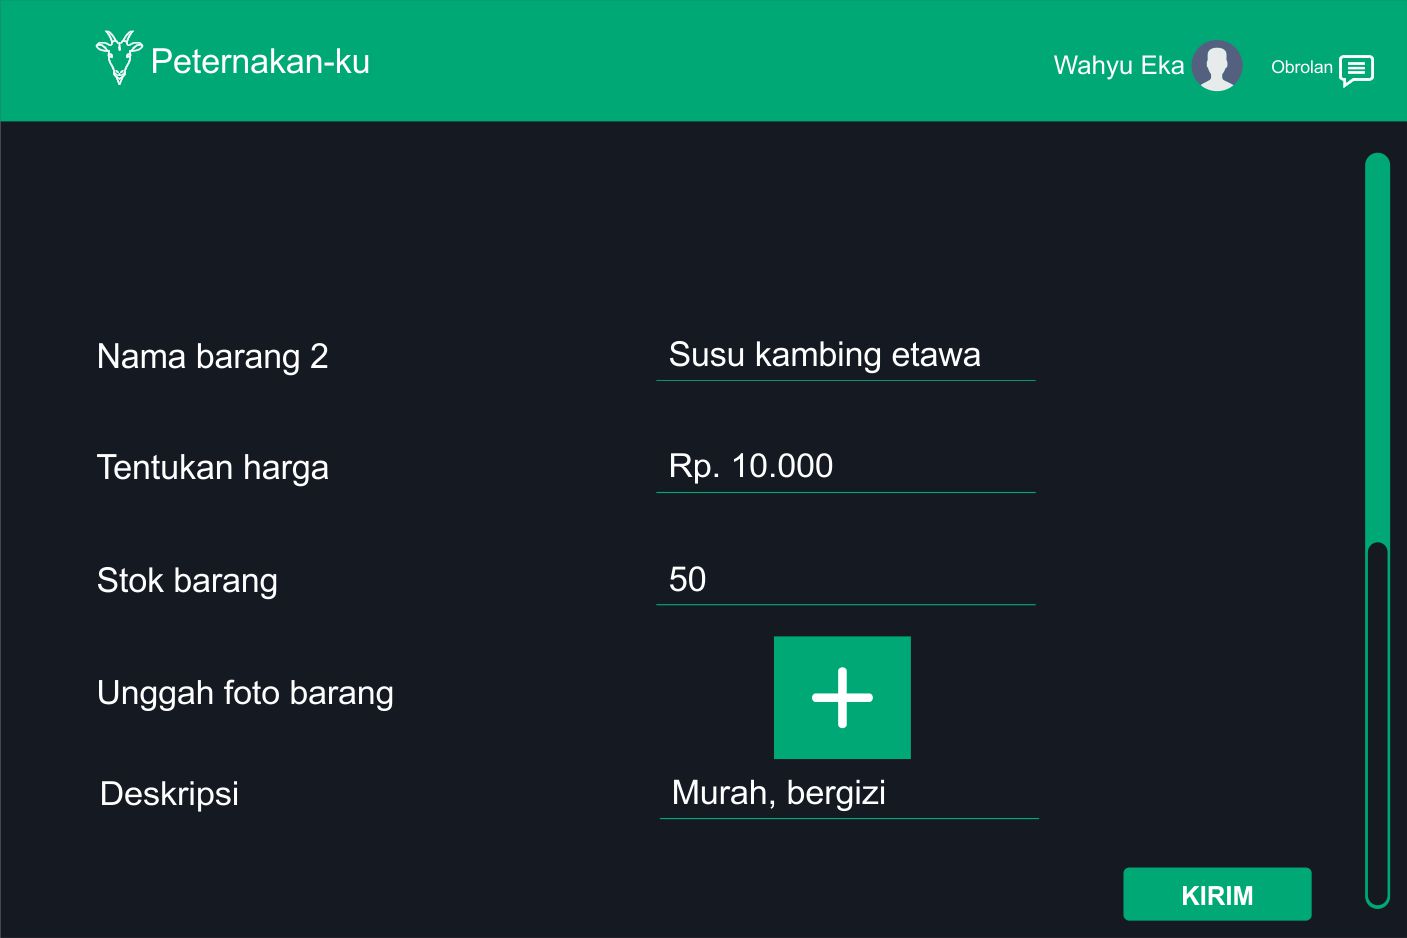 Peternakan-ku
Wahyu Eka
Obrolan
Nama barang 2
Susu kambing etawa
Tentukan harga
Rp. 10.000
Stok barang
50
Unggah foto barang
Deskripsi
Murah, bergizi
KIRIM